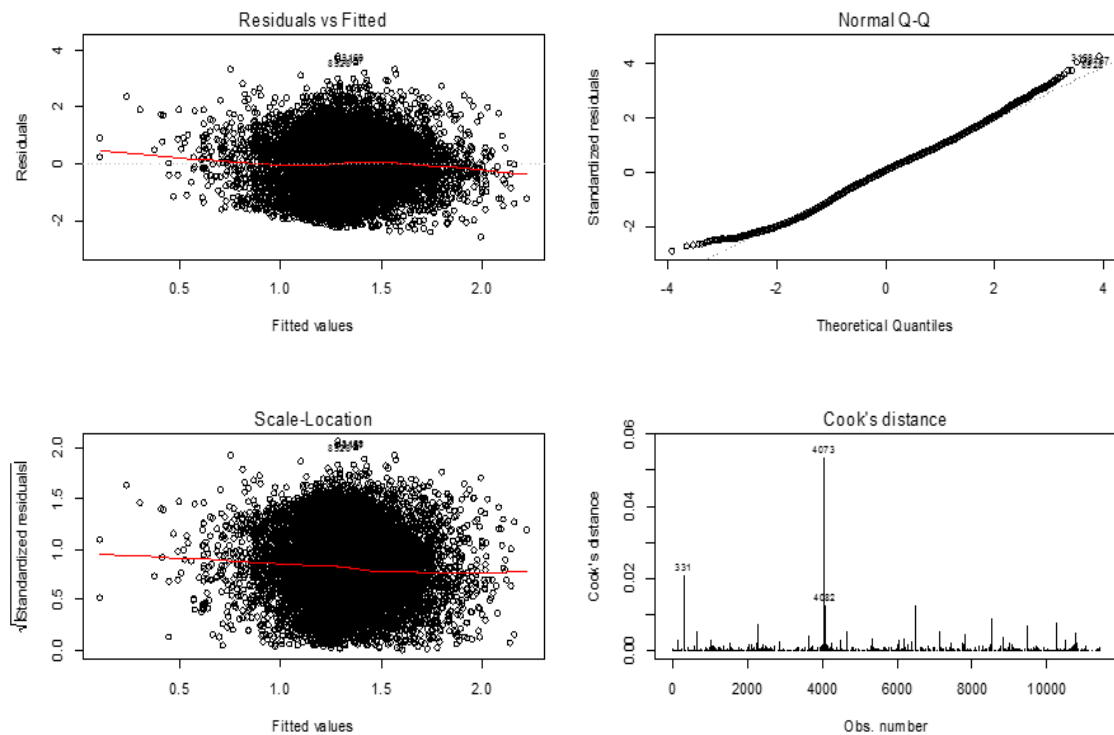 Residuals vs Fitted
Residuals
4
2
0
-2
0.5 1.0 1.5 2.0
Fitted values
Normal Q-Q
Standardized residuals
4
2
0
-2
-4 -2 0 2 4
Theoretical Quantiles
Scale-Location
√|Standardized residuals|
2.0
1.5
1.0
0.5
0.0
0.5 1.0 1.5 2.0
Fitted values
Cook's distance
Cook's distance
0.06
0.04
0.02
0.00
4073
331
4082
0 2000 4000 6000 8000 10000
Obs. number